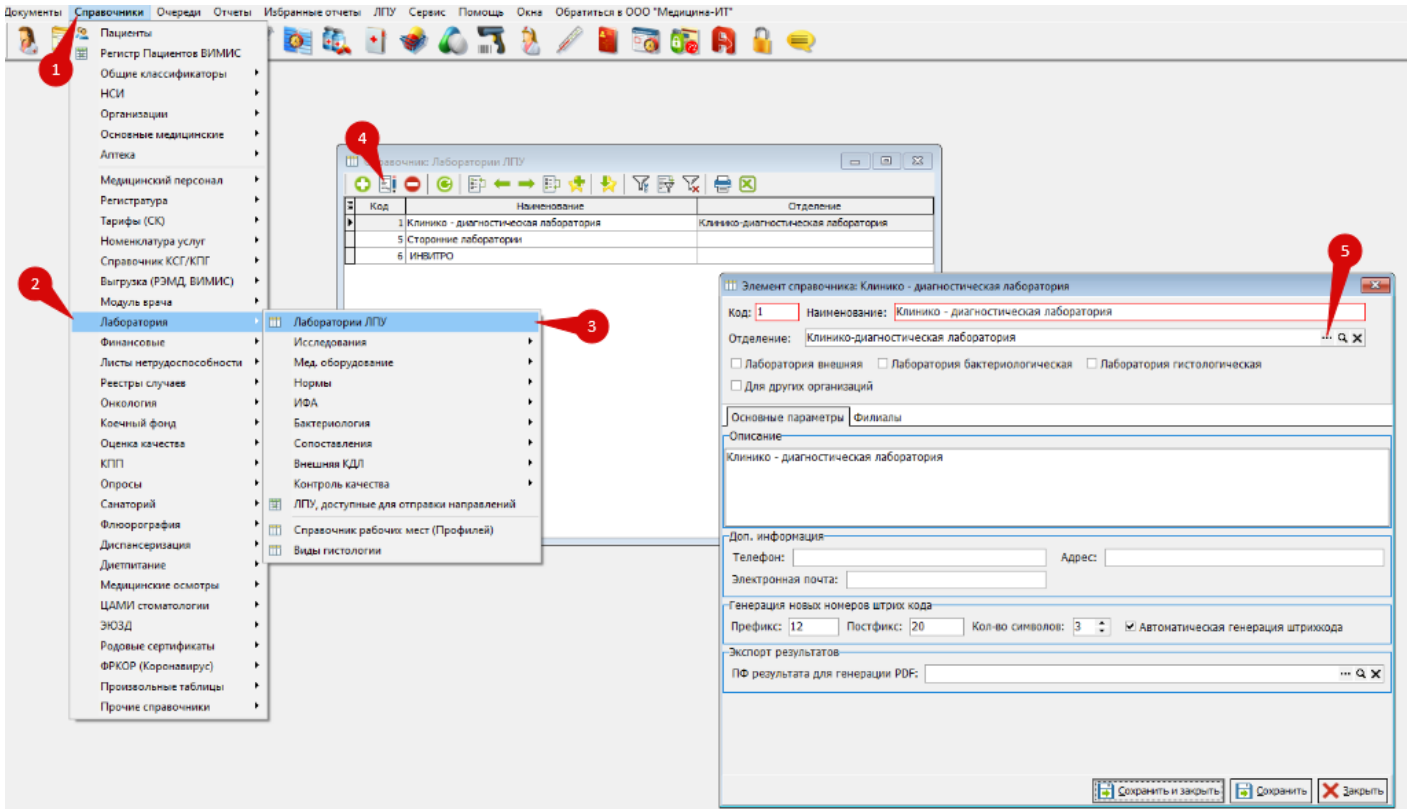 Документы Справочники Очереди Отчеты Избранные отчеты ЛПУ Сервис Помощь Окна Обратиться в ООО "Медицина-ИТ"
1
Пациенты
Регистр Пациентов ВИМИС
Общие классификаторы
НСИ
Организации
Основные медицинские
Аптека
Медицинский персонал
Регистратура
Тарифы (СК)
Номенклатура услуг
Справочник КСГ/КПГ
Выгрузка (РЭМД, ВИМИС)
Модуль врача
2
Лаборатория
Финансовые
Листы нетрудоспособности
Реестры случаев
Онкология
Коечный фонд
Оценка качества
КПП
Опросы
Санаторий
Флюорография
Диспансеризация
Диетпитание
Медицинские осмотры
ЦАМИ стоматологии
ЭЮЗД
Родовые сертификаты
ФРКОР (Коронавирус)
Произвольные таблицы
Прочие справочники
Лаборатории ЛПУ
3
Исследования
Мед. оборудование
Нормы
ИФА
Бактериология
Сопоставления
Внешняя КДЛ
Контроль качества
ЛПУ, доступные для отправки направлений
Справочник рабочих мест (Профилей)
Виды гистологии
4
Справочник: Лаборатории ЛПУ
Код Наименование Отделение
1 Клинико - диагностическая лаборатория Клинико-диагностическая лаборатория
5 Сторонние лаборатории
6 ИНВИТРО
5
Элемент справочника: Клинико - диагностическая лаборатория
Код: 1 Наименование: Клинико - диагностическая лаборатория
Отделение: Клинико-диагностическая лаборатория
Лаборатория внешняя Лаборатория бактериологическая Лаборатория гистологическая
Для других организаций
Основные параметры Филиалы
Описание
Клинико - диагностическая лаборатория
Доп. информация
Телефон: Адрес:
Электронная почта:
Генерация новых номеров штрих кода
Префикс: 12 Постфикс: 20 Кол-во символов: 3 Автоматическая генерация штрихкода
Экспорт результатов
ПФ результата для генерации PDF:
Сохранить и закрыть Сохранить Закрыть